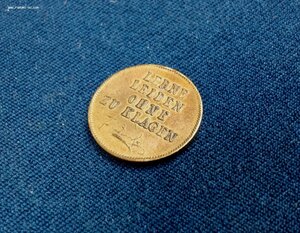 LERNE
LEIDEN
OHNE
ZU KLAGEN